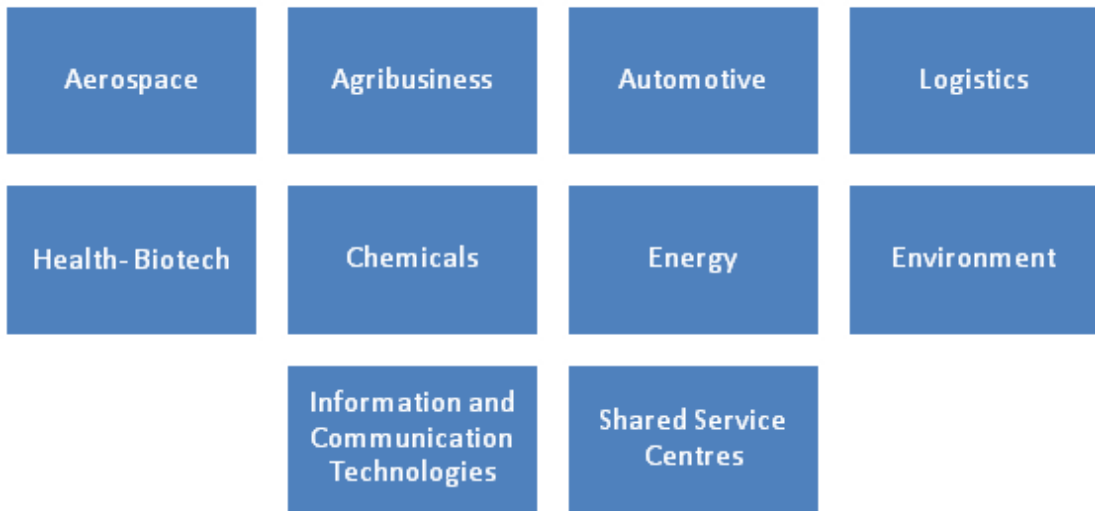 Aerospace
Agribusiness
Automotive
Logistics
Health- Biotech
Chemicals
Energy
Environment
Information and
Communication
Technologies
Shared Service
Centres